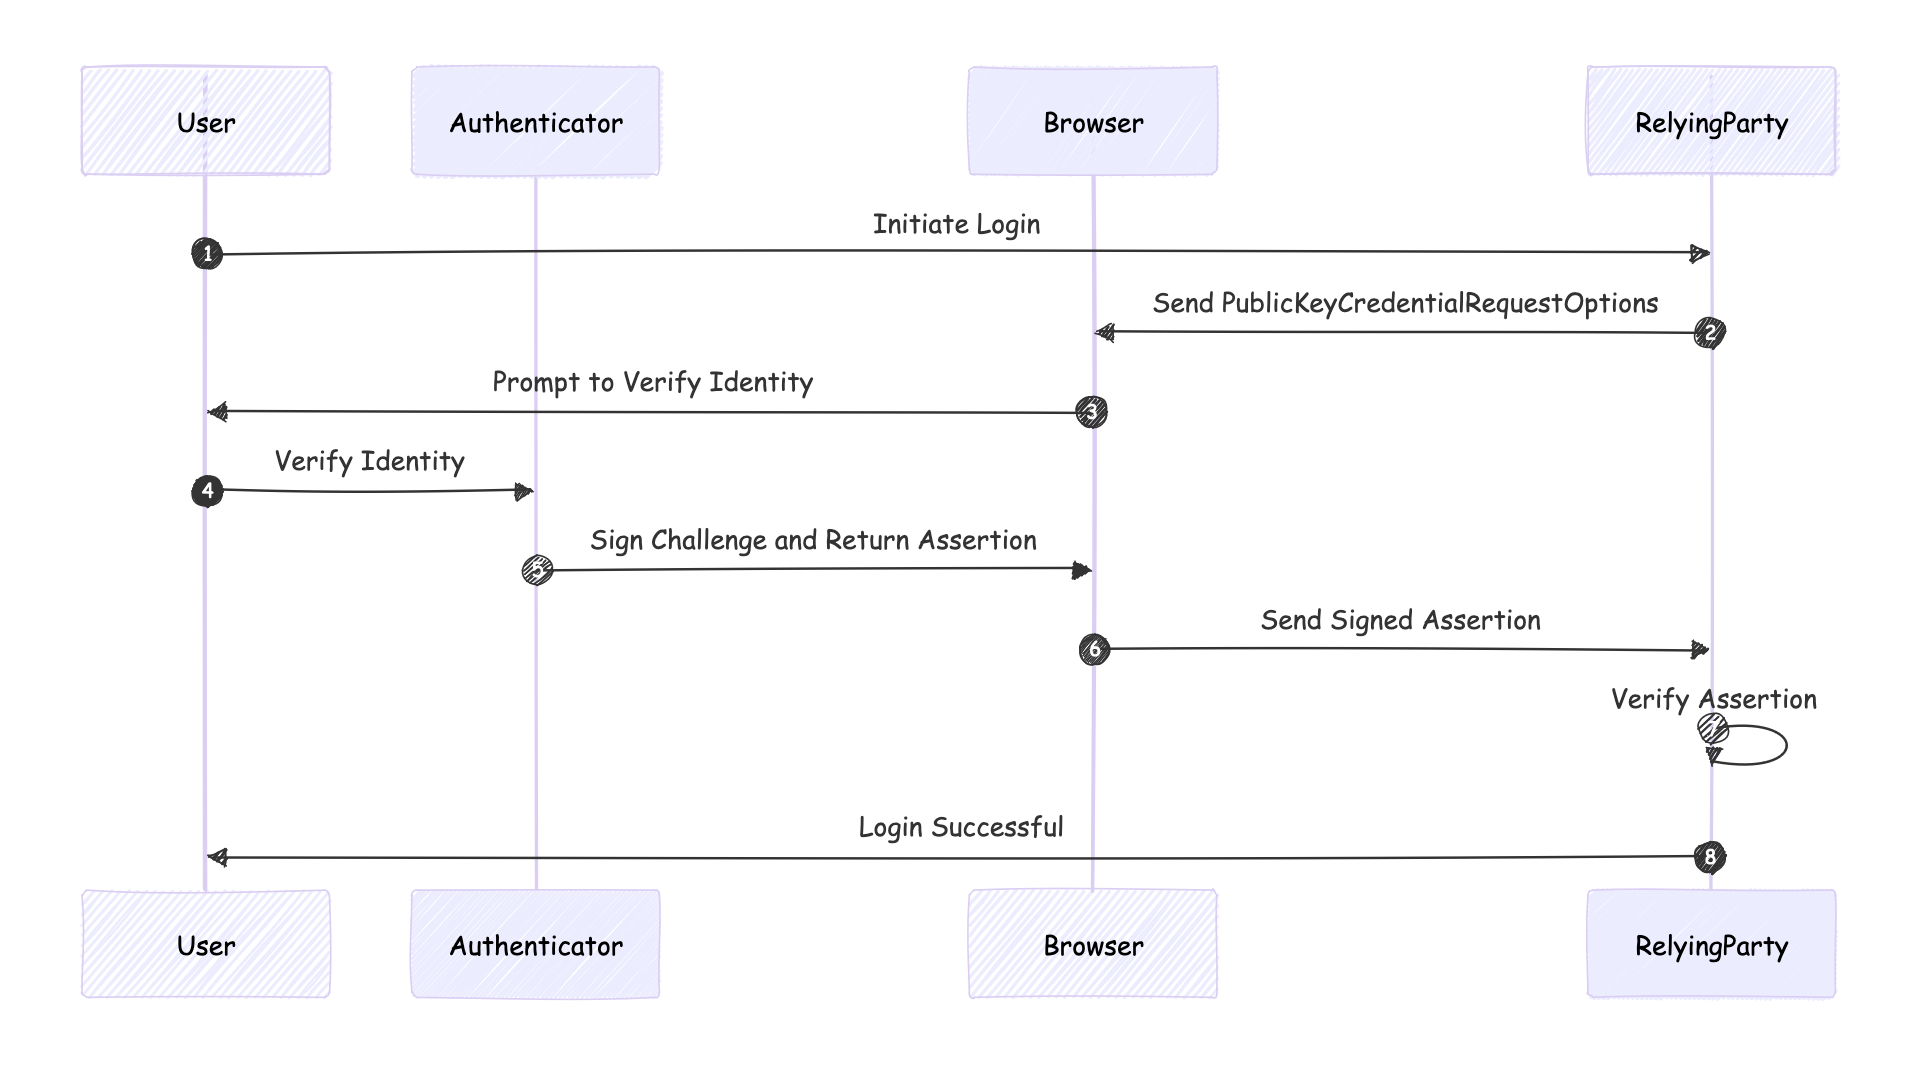 User
Authenticator
Browser
RelyingParty
Initiate Login
1
Send PublicKeyCredentialRequestOptions
2
Prompt to Verify Identity
3
Verify Identity
4
Sign Challenge and Return Assertion
5
Send Signed Assertion
6
Verify Assertion
7
Login Successful
8
User
Authenticator
Browser
RelyingParty